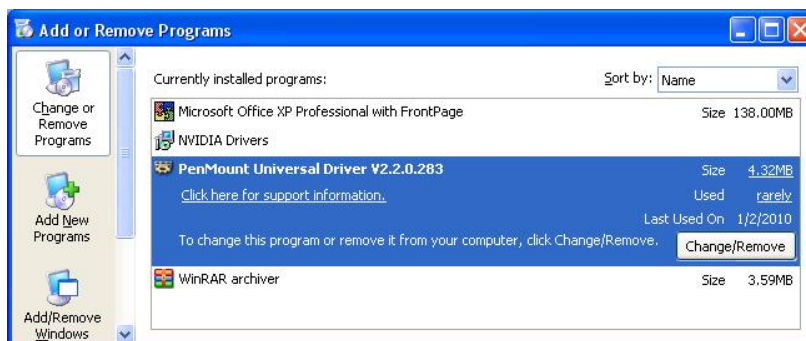 Add or Remove Programs
Change or
Remove
Programs
Add New
Programs
Add/Remove
Windows
Currently installed programs:
Sort by: Name
Microsoft Office XP Professional with FrontPage Size 138.00MB
NVIDIA Drivers
PenMount Universal Driver V2.2.0.283 Size 4.32MB
Click here for support information. Used rarely
Last Used On 1/2/2010
To change this program or remove it from your computer, click Change/Remove. Change/Remove
WinRAR archiver Size 3.59MB